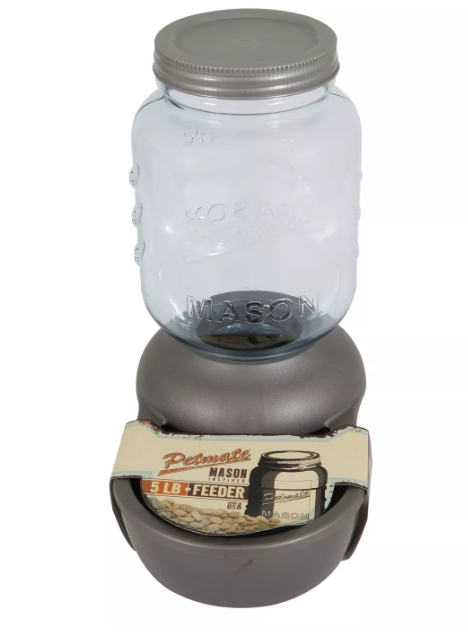 MASON
Petmate
MASON
INSPIRED
5 LB + FEEDER
USA
Petmate
MASON